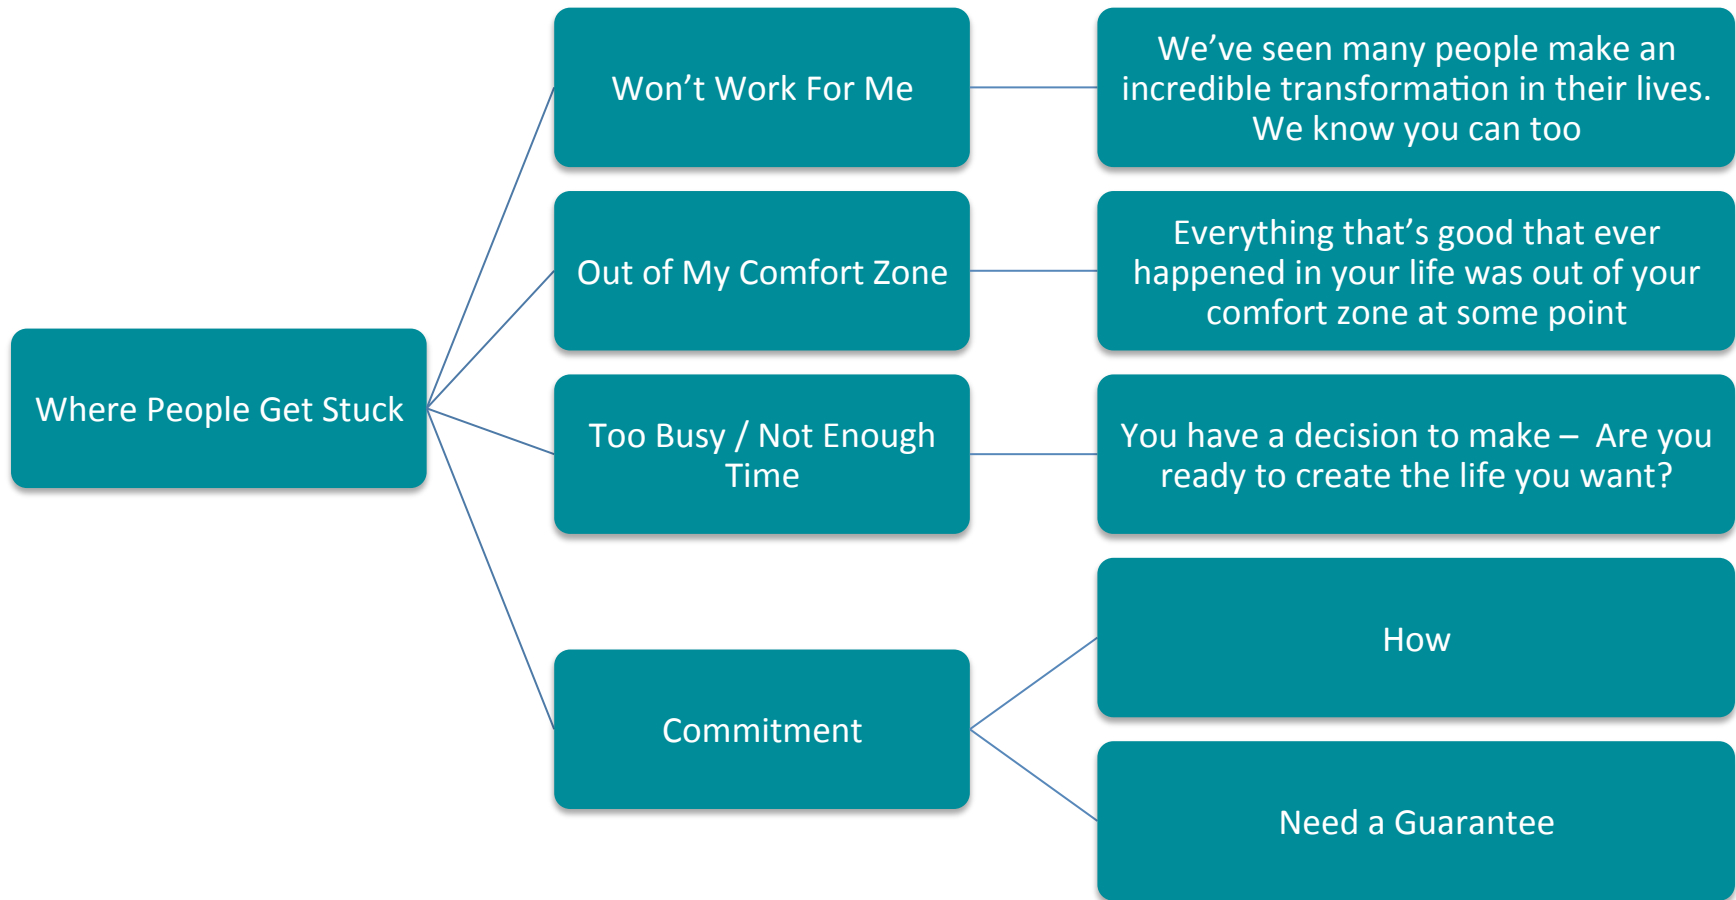 Where People Get Stuck
Won’t Work For Me
We’ve seen many people make an
incredible transformation in their lives.
We know you can too
Out of My Comfort Zone
Everything that’s good that ever
happened in your life was out of your
comfort zone at some point
Too Busy / Not Enough
Time
You have a decision to make –  Are you
ready to create the life you want?
Commitment
How
Need a Guarantee